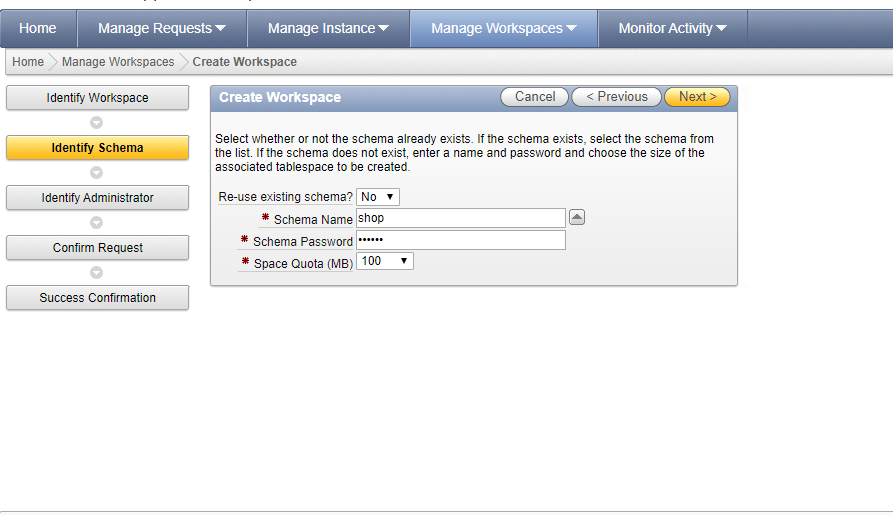 Home Manage Requests Manage Instance Manage Workspaces Monitor Activity
Home Manage Workspaces Create Workspace
Identify Workspace
Identify Schema
Identify Administrator
Confirm Request
Success Confirmation
Create Workspace Cancel < Previous Next >
Select whether or not the schema already exists. If the schema exists, select the schema from
the list. If the schema does not exist, enter a name and password and choose the size of the
associated tablespace to be created.
Re-use existing schema? No
* Schema Name shop
* Schema Password ••••••
* Space Quota (MB) 100